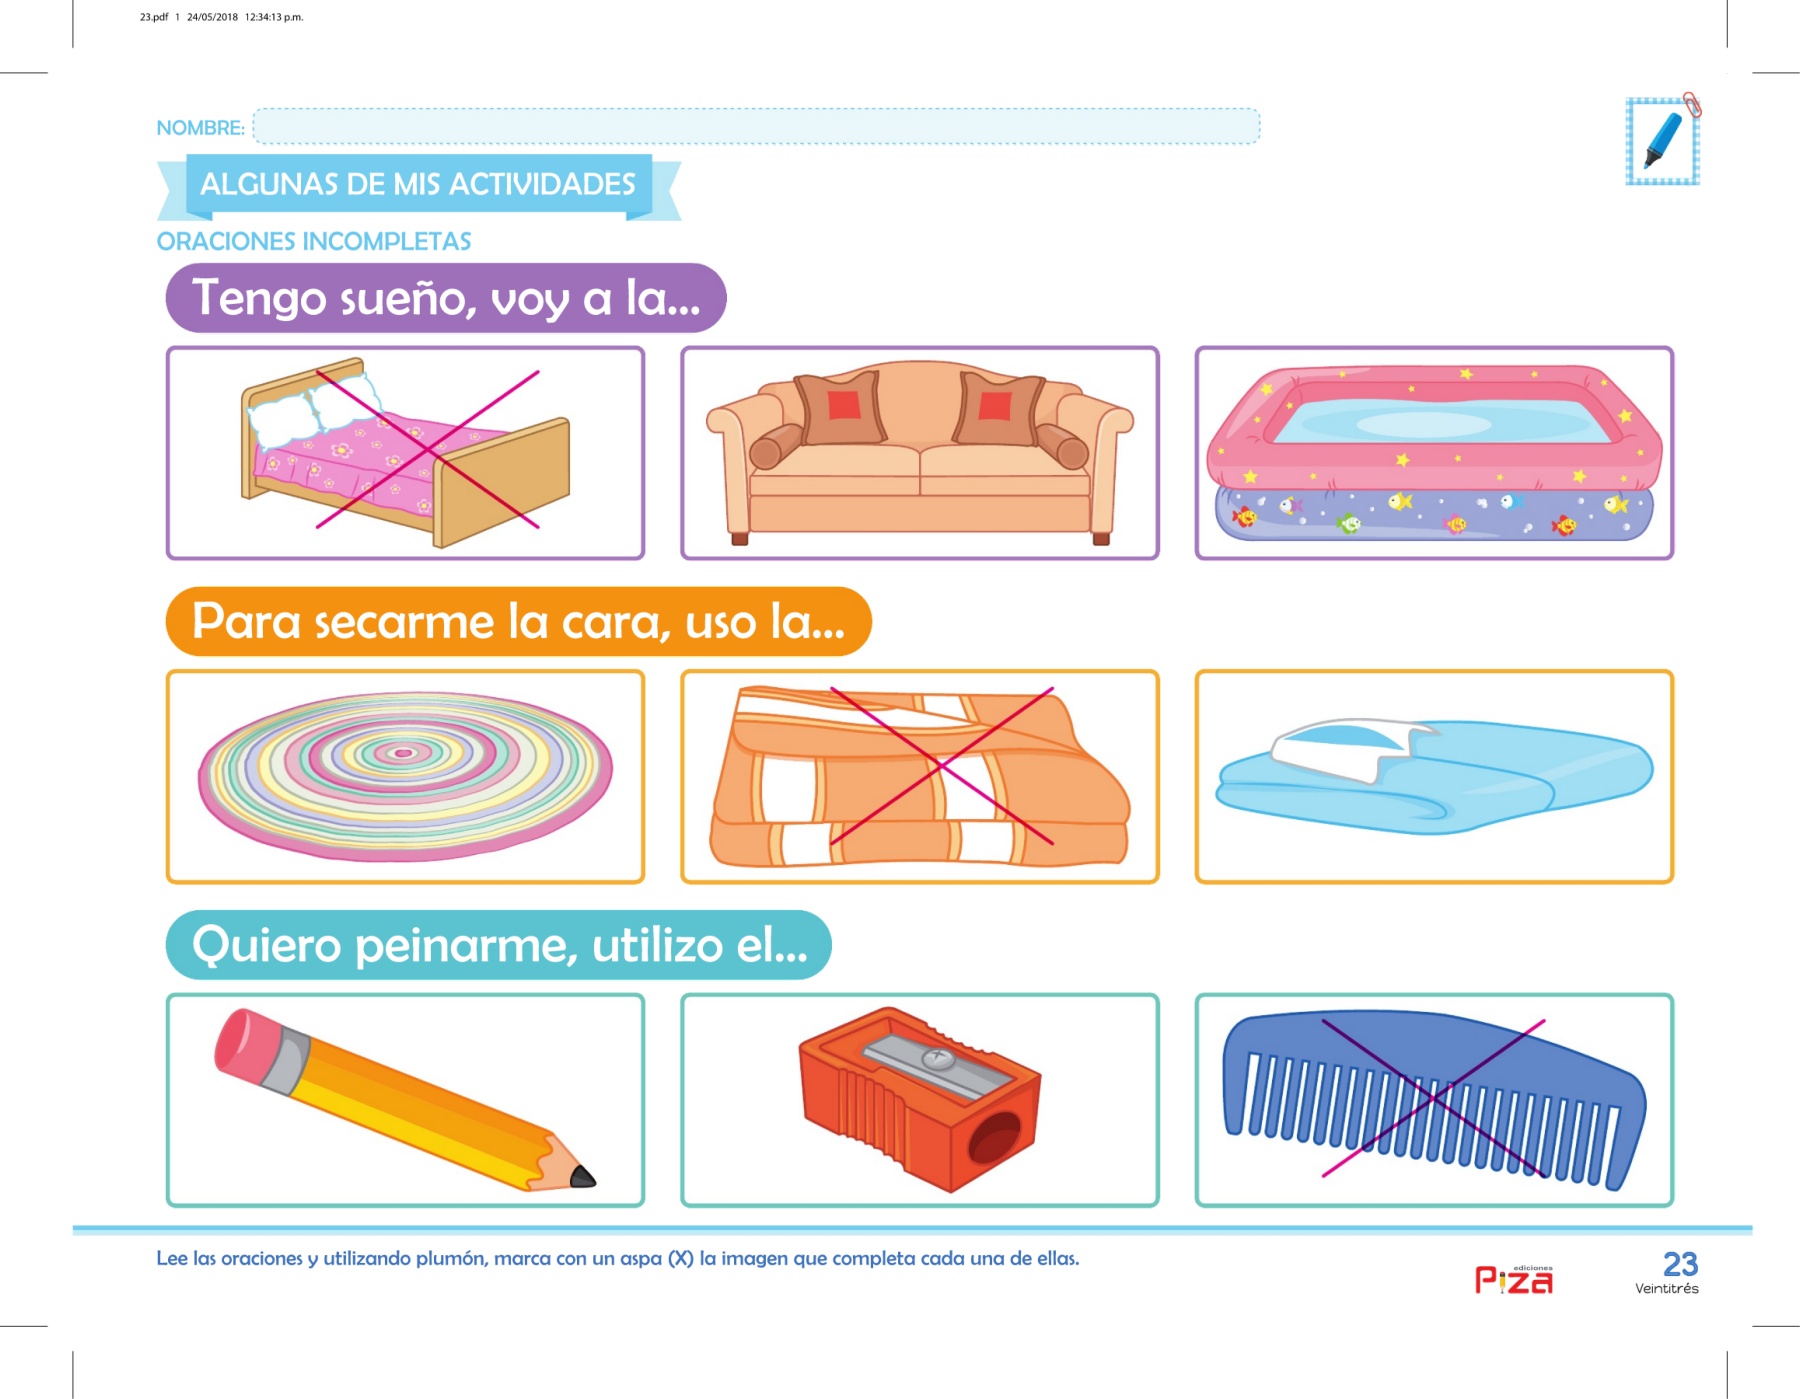 23.pdf 1 24/05/2018 12:34:13 p.m.
NOMBRE:
ALGUNAS DE MIS ACTIVIDADES
ORACIONES INCOMPLETAS
Tengo sueño, voy a la...
Para secarme la cara, uso la...
Quiero peinarme, utilizo el...
Lee las oraciones y utilizando plumón, marca con un aspa (X) la imagen que completa cada una de ellas.
ediciones
Piza
23
Veintitrés